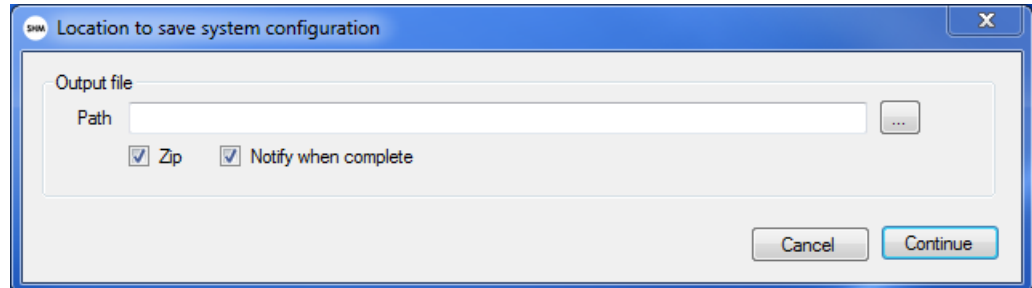 SHM Location to save system configuration X
Output file
Path ...
Zip Notify when complete
Cancel Continue